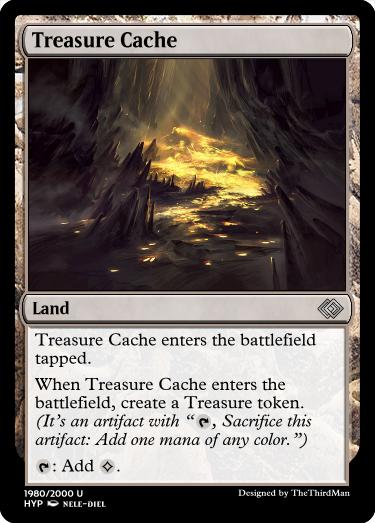 Treasure Cache
Land
Treasure Cache enters the battlefield
tapped.
When Treasure Cache enters the
battlefield, create a Treasure token.
(It's an artifact with “, Sacrifice this
artifact: Add one mana of any color.”)
: Add .
1980/2000 U
HYP NELE-DIEL
Designed by TheThirdMan